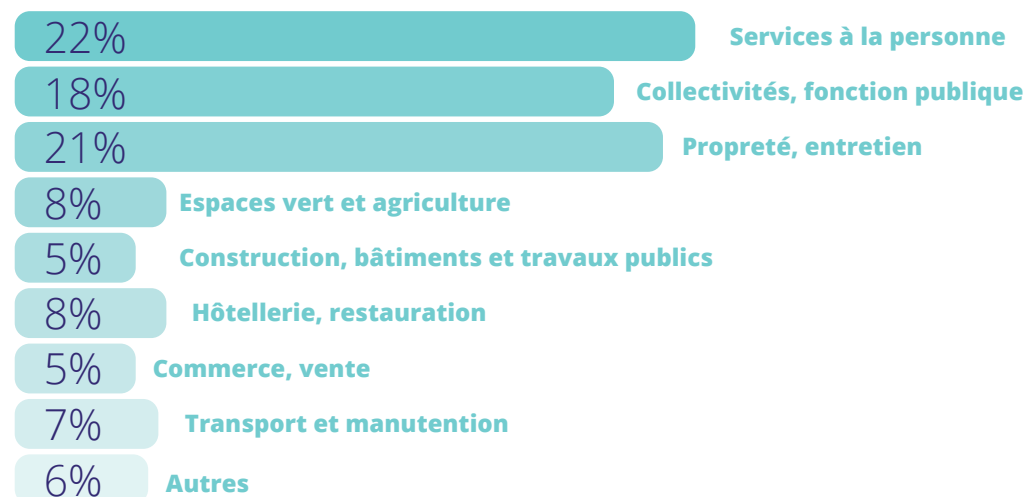 22% Services à la personne
18% Collectivités, fonction publique
21% Propreté, entretien
8% Espaces vert et agriculture
5% Construction, bâtiments et travaux publics
8% Hôtellerie, restauration
5% Commerce, vente
7% Transport et manutention
6% Autres